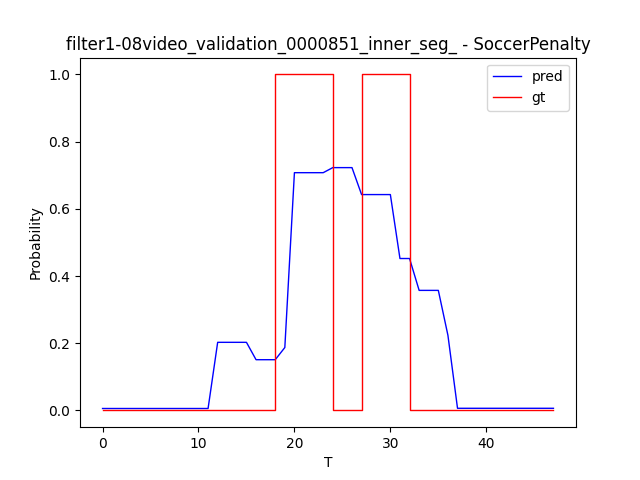 filter1-08video_validation_0000851_inner_seg_ - SoccerPenalty
pred
gt
1.0
0.8
0.6
0.4
0.2
0.0
Probability
0
10
20
30
40
T